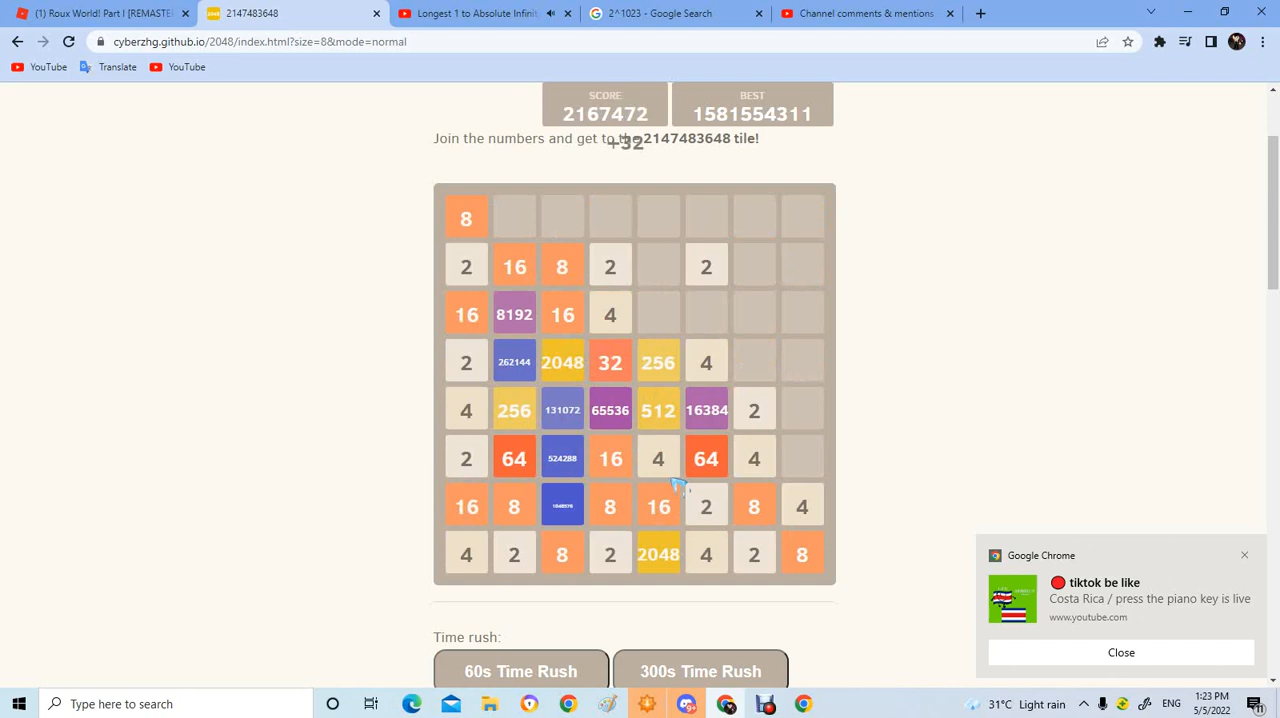 (1) Roux World! Part [REMASTE
2147483648
Longest 1 to Absolute Infinit
2^1023 - Google Search
Channel comments & mentions
cyberzhg.github.io/2048/index.html?size=8&mode=normal
YouTube Translate YouTube
SCORE BEST
2167472 1581554311
Join the numbers and get to the 2147483648 tile!
+32
8
2 16 8 2 2
16 8192 16 4
2 262144 2048 32 256 4
4 256 131072 65536 512 16384 2
2 64 524288 16 4 64 4
16 8 1048576 8 16 2 8 4
4 2 8 2 2048 4 2 8
Time rush:
60s Time Rush 300s Time Rush
Google Chrome
tiktok be like
Costa Rica / press the piano key is live
www.youtube.com
Close
Type here to search
9+
31°C Light rain
ENG
1:23 PM
5/5/2022
11